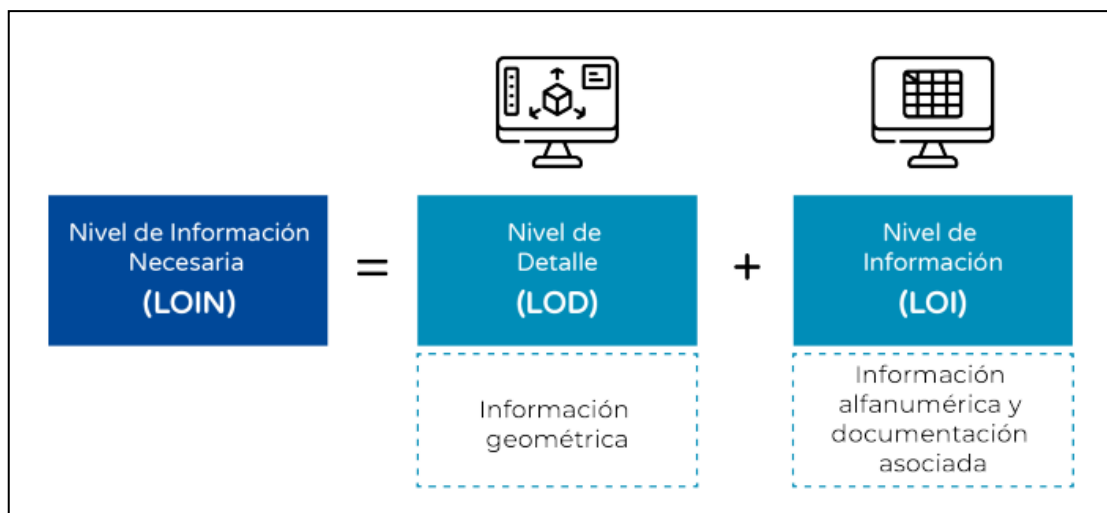 Nivel de Información
Necesaria
(LOIN)
=
Nivel de
Detalle
(LOD)
+
Nivel de
Información
(LOI)
Información
geométrica
Información
alfanumérica y
documentación
asociada